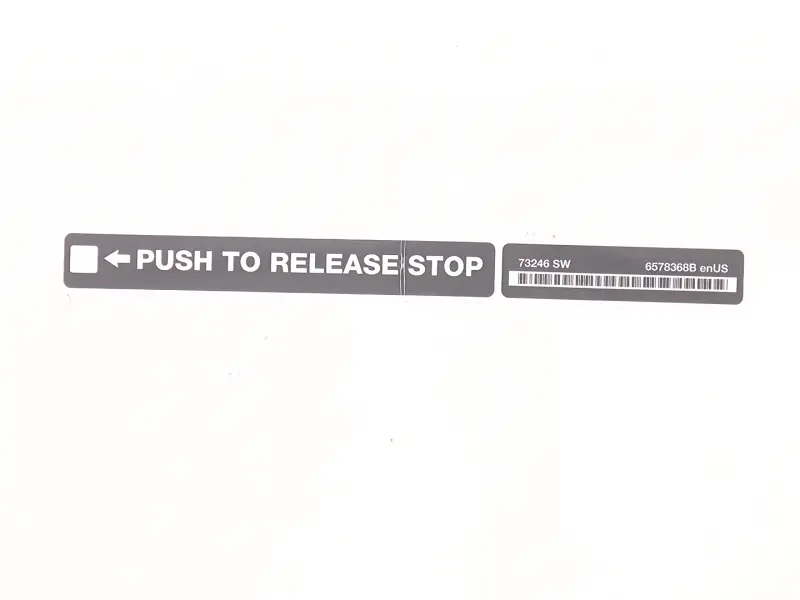 PUSH TO RELEASE STOP
73246 SW
6578368B enUS